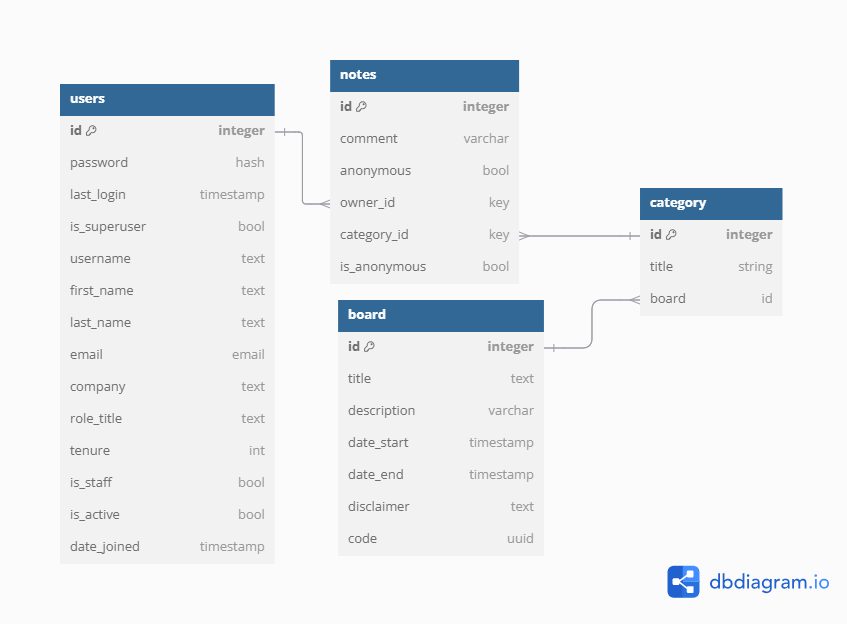 users
id integer
password hash
last_login timestamp
is_superuser bool
username text
first_name text
last_name text
email email
company text
role_title text
tenure int
is_staff bool
is_active bool
date_joined timestamp
notes
id integer
comment varchar
anonymous bool
owner_id key
category_id key
is_anonymous bool
board
id integer
title text
description varchar
date_start timestamp
date_end timestamp
disclaimer text
code uuid
category
id integer
title string
board id
dbdiagram.io